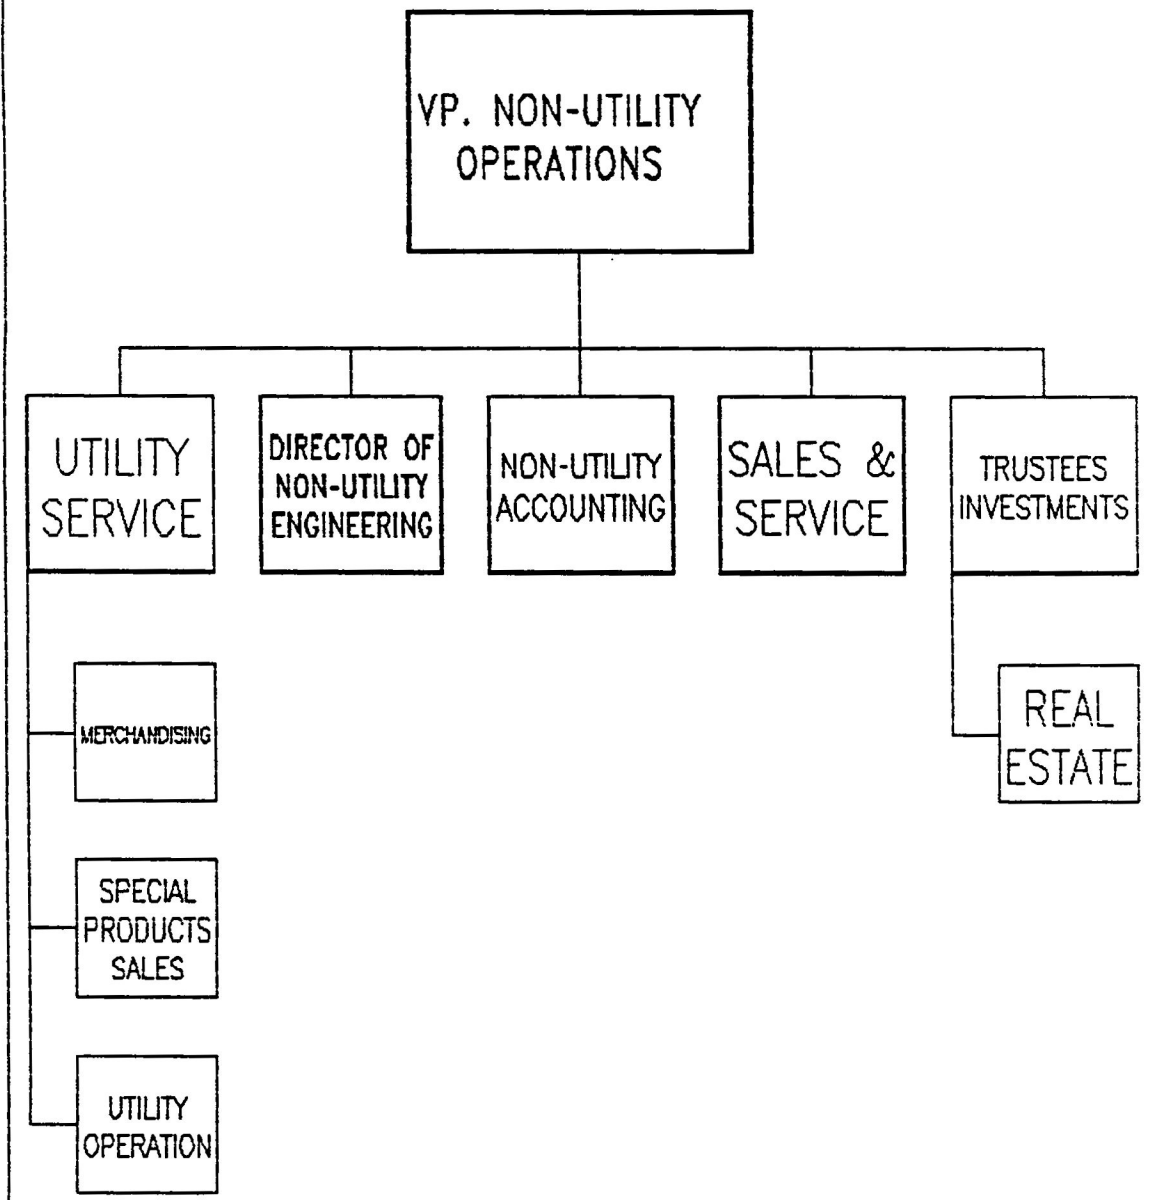 VP. NON-UTILITY
OPERATIONS
UTILITY
SERVICE
DIRECTOR OF
NON-UTILITY
ENGINEERING
NON-UTILITY
ACCOUNTING
SALES &
SERVICE
TRUSTEES
INVESTMENTS
MERCHANDISING
REAL
ESTATE
SPECIAL
PRODUCTS
SALES
UTILITY
OPERATION